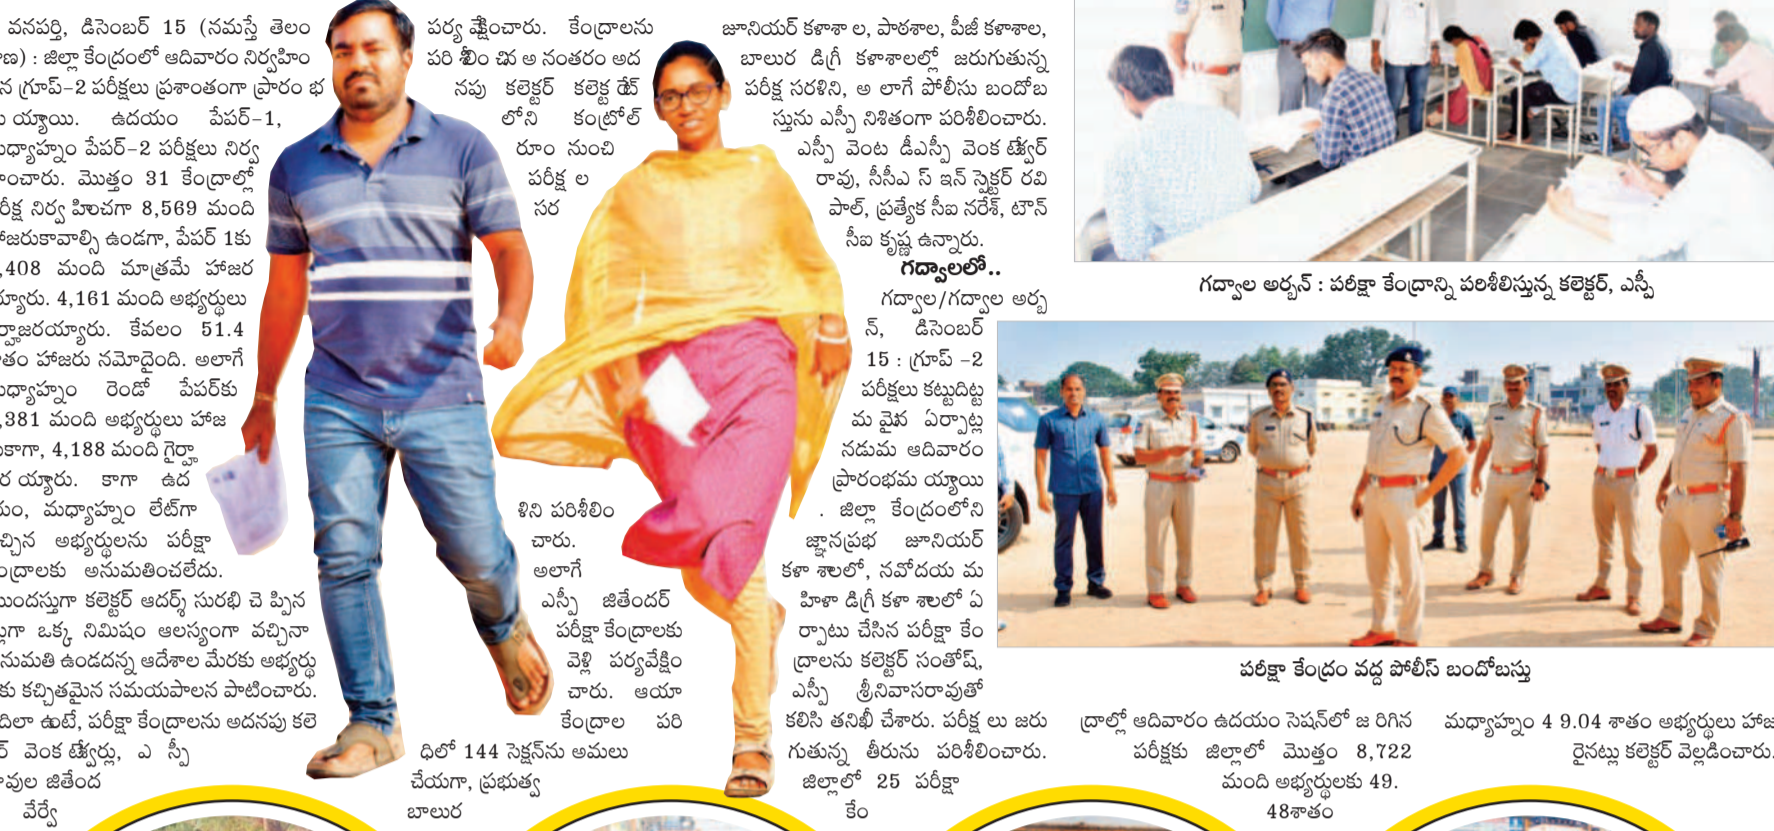 వనపర్తి, డిసెంబర్ 15 (నమస్తే తెలం
ాణ) : జిల్లా కేంద్రంలో ఆదివారం నిర్వహిం
న గ్రూప్-2 పరీక్షలు ప్రశాంతంగా ప్రారం భ
య్యాయి. ఉదయం పేపర్-1,
మధ్యాహ్నం పేపర్-2 పరీక్షలు నిర్వ
ించారు. మొత్తం 31 కేంద్రాల్లో
రీక్ష నిర్వ హించగా 8,569 మంది
హాజరుకావాల్సి ఉండగా, పేపర్ 1కు
,408 మంది మాత్రమే హాజర
య్యారు. 4,161 మంది అభ్యర్థులు
ర్హాజరయ్యారు. కేవలం 51.4
ాతం హాజరు నమోదైంది. అలాగే
మధ్యాహ్నం రెండో పేపర్‌కు
,381 మంది అభ్యర్థులు హాజ
ుకాగా, 4,188 మంది గైర్హా
ర య్యారు. కాగా ఉద
యం, మధ్యాహ్నం లేట్‌గా
చ్చిన అభ్యర్థులను పరీక్షా
ంద్రాలకు అనుమతించలేదు.
ముందస్తుగా కలెక్టర్ ఆదర్శ్ సురభి చె ప్పిన
ట్లుగా ఒక్క నిమిషం ఆలస్యంగా వచ్చినా
నుమతి ఉండదన్న ఆదేశాల మేరకు అభ్యర్థు
కు కచ్చితమైన సమయపాలన పాటించారు.
దిలా ఉంటే, పరీక్షా కేంద్రాలను అదనపు కలె
ర్ వెంక టేశ్వర్లు, ఎ స్పీ
ావుల జితేంద
వేర్వే
పర్య వేక్షించారు. కేంద్రాలను
పరి శీలిం చిన అ నంతరం అద
నపు కలెక్టర్ కలెక్ట రేట్
లోని కంట్రోల్
రూం నుంచి
పరీక్ష ల
సర
ళిని పరిశీలిం
చారు.
అలాగే
ఎస్పీ జితేందర్
పరీక్షా కేంద్రాలకు
వెళ్లి పర్యవేక్షిం
చారు. ఆయా
కేంద్రాల పరి
ధిలో 144 సెక్షన్‌ను అమలు
చేయగా, ప్రభుత్వ
బాలుర
జూనియర్ కళాశా ల, పాఠశాల, పీజీ కళాశాల,
బాలుర డిగ్రీ కళాశాలల్లో జరుగుతున్న
పరీక్ష సరళిని, అ లాగే పోలీసు బందోబ
స్తును ఎస్పీ నిశితంగా పరిశీలించారు.
ఎస్పీ వెంట డీఎస్పీ వెంక టేశ్వర్
రావు, సీసీఎ స్ ఇన్ స్పెక్టర్ రవి
పాల్, ప్రత్యేక సీఐ నరేశ్, టౌన్
సీఐ కృష్ణ ఉన్నారు.
గద్వాలలో..
గద్వాల/గద్వాల అర్బ
న్, డిసెంబర్
15 : గ్రూప్ -2
పరీక్షలు కట్టుదిట్ట
మ మైన ఏర్పాట్ల
నడుమ ఆదివారం
ప్రారంభమ య్యాయి
. జిల్లా కేంద్రంలోని
జ్ఞానప్రభ జూనియర్
కళా శాలలో, నవోదయ మ
హిళా డిగ్రీ కళా శాలలో ఏ
ర్పాటు చేసిన పరీక్షా కేం
ద్రాలను కలెక్టర్ సంతోష్,
ఎస్పీ శ్రీనివాసరావుతో
కలిసి తనిఖీ చేశారు. పరీక్ష లు జరు
గుతున్న తీరును పరిశీలించారు.
జిల్లాలో 25 పరీక్షా
కేం
గద్వాల అర్బన్ : పరీక్షా కేంద్రాన్ని పరిశీలిస్తున్న కలెక్టర్, ఎస్పీ
పరీక్షా కేంద్రం వద్ద పోలీస్ బందోబస్తు
ద్రాల్లో ఆదివారం ఉదయం సెషన్‌లో జ రిగిన
పరీక్షకు జిల్లాలో మొత్తం 8,722
మంది అభ్యర్థులకు 49.
48శాతం
మధ్యాహ్నం 4 9.04 శాతం అభ్యర్థులు హాజ
రైనట్లు కలెక్టర్ వెల్లడించారు.